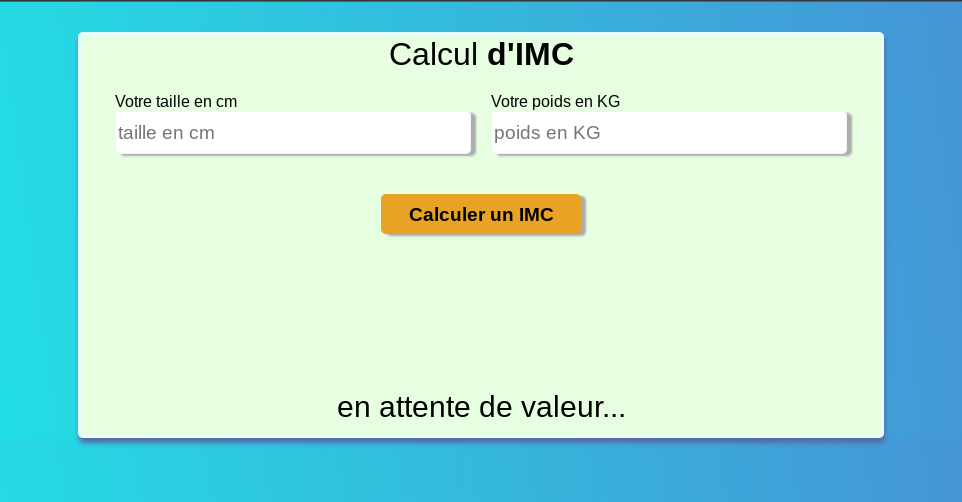 Calcul d'IMC
Votre taille en cm
Votre poids en KG
taille en cm
poids en KG
Calculer un IMC
en attente de valeur...